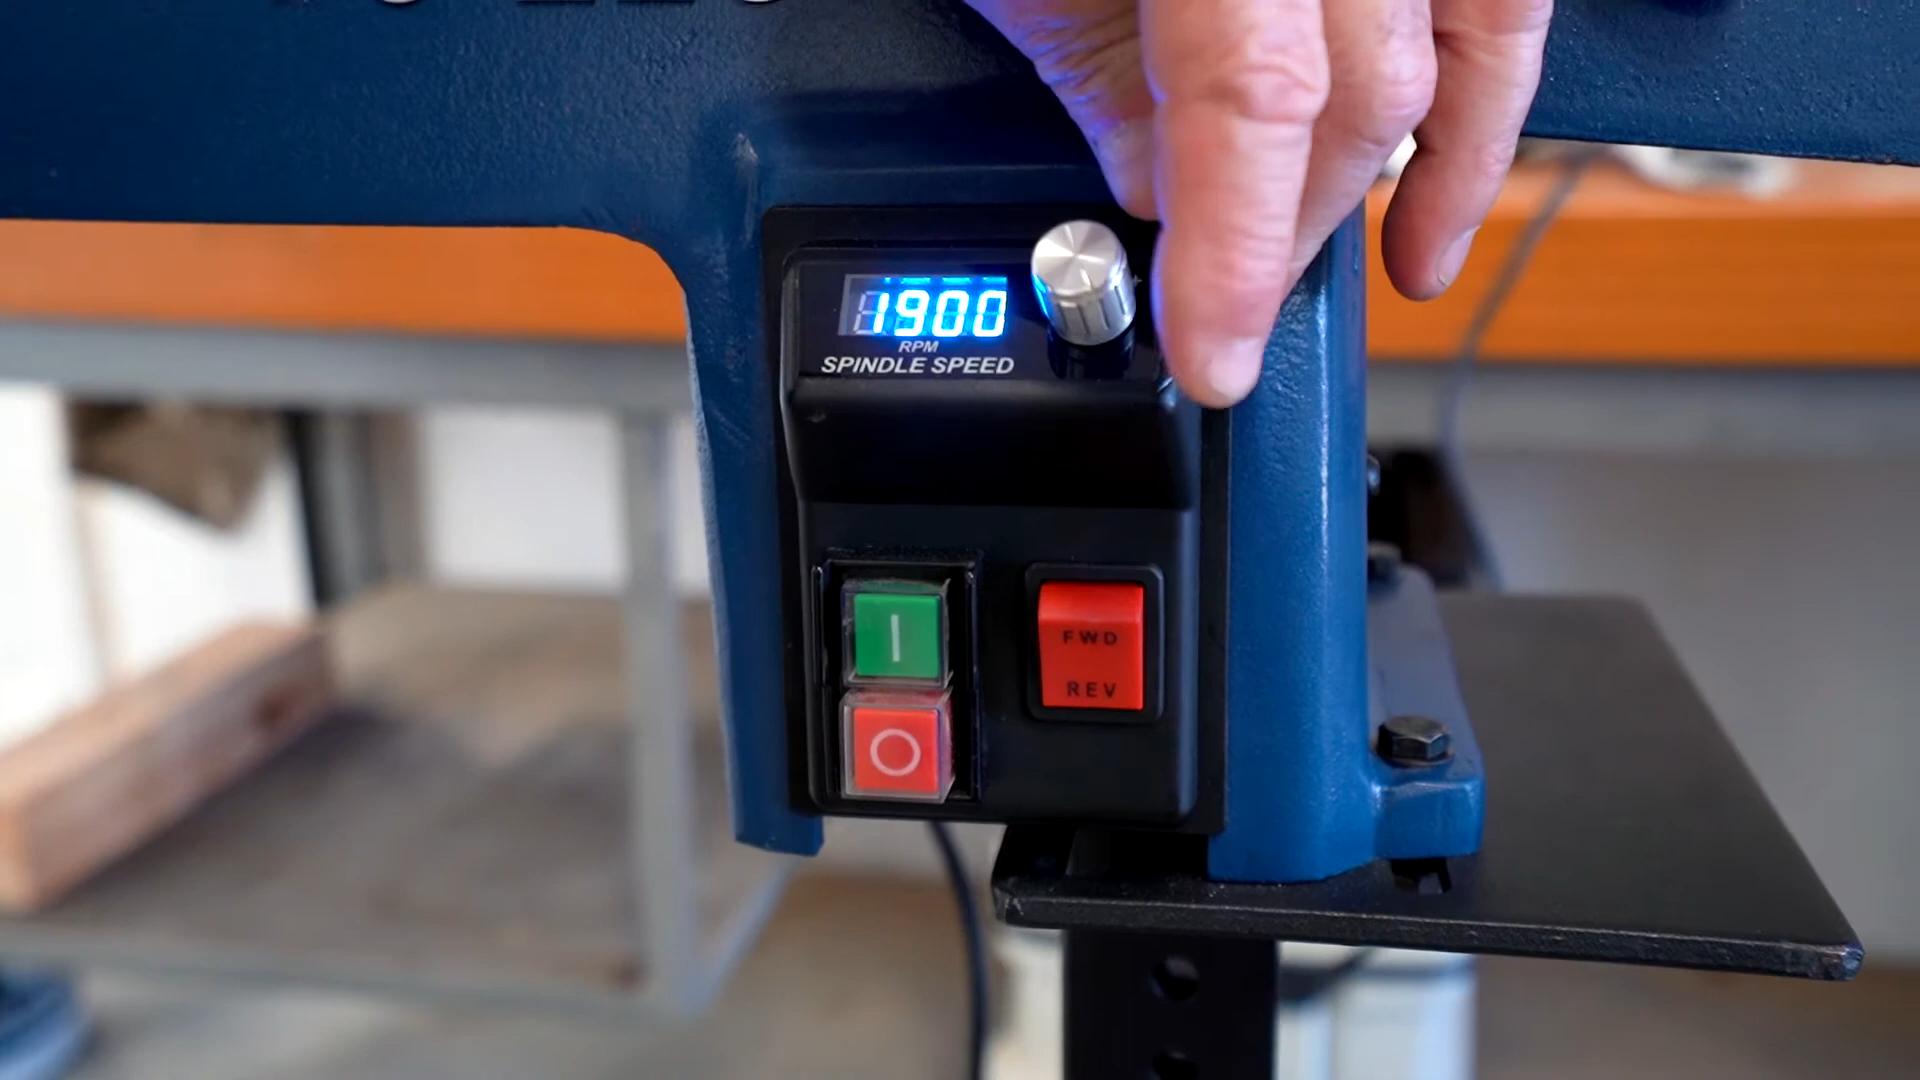 1900
RPM
SPINDLE SPEED
I
FWD
O
REV